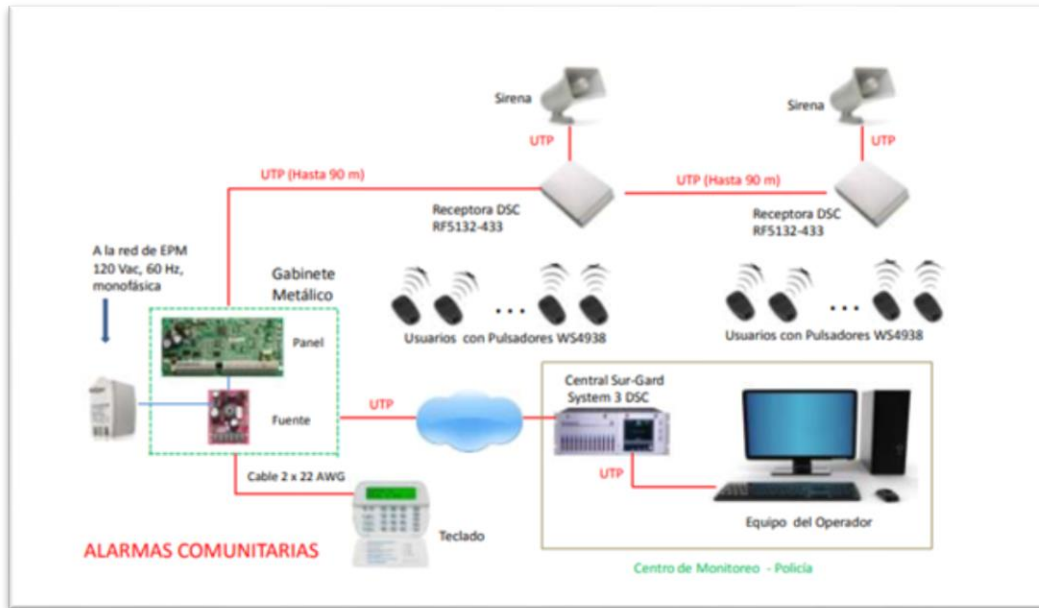 Sirena
Sirena
UTP
UTP
UTP (Hasta 90 m)
UTP (Hasta 90 m)
Receptora DSC
RF5132-433
Receptora DSC
RF5132-433
A la red de EPM
120 Vac, 60 Hz,
monofásica
Gabinete
Metálico
Panel
Usuarios con Pulsadores WS4938
Usuarios con Pulsadores WS4938
Fuente
UTP
Central Sur-Gard
System 3 DSC
UTP
Cable 2 x 22 AWG
Teclado
Equipo del Operador
ALARMAS COMUNITARIAS
Centro de Monitoreo - Policía